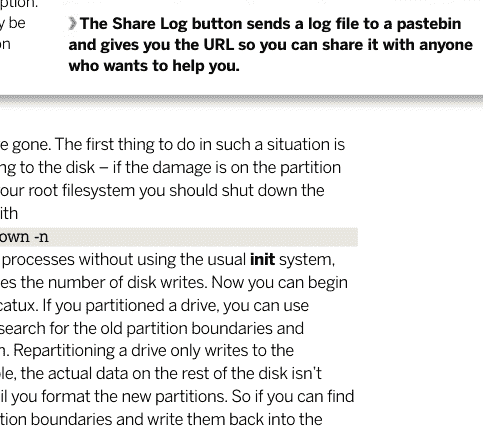 ption.
❯The Share Log button sends a log file to a pastebin
y be
and gives you the URL so you can share it with anyone
on
who wants to help you.
e gone. The first thing to do in such a situation is
ng to the disk – if the damage is on the partition
our root filesystem you should shut down the
ith
own -n
processes without using the usual init system,
es the number of disk writes. Now you can begin
catux. If you partitioned a drive, you can use
search for the old partition boundaries and
n. Repartitioning a drive only writes to the
le, the actual data on the rest of the disk isn't
il you format the new partitions. So if you can find
tion boundaries and write them back into the